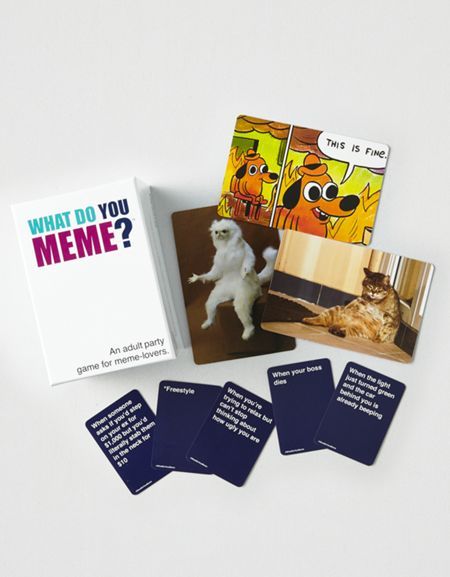 WHAT DO YOU
MEME?
An adult party
game for meme-lovers.
THIS IS FINE.
When someone
asks if you'd step
on your ex for
$1,000 but you'd
literally stab them
in the neck for
$10
*Freestyle
When you're
trying to relax but
can't stop
thinking about
how ugly you are
When your boss
dies
When the light
just turned green
and the car
behind you is
already beeping